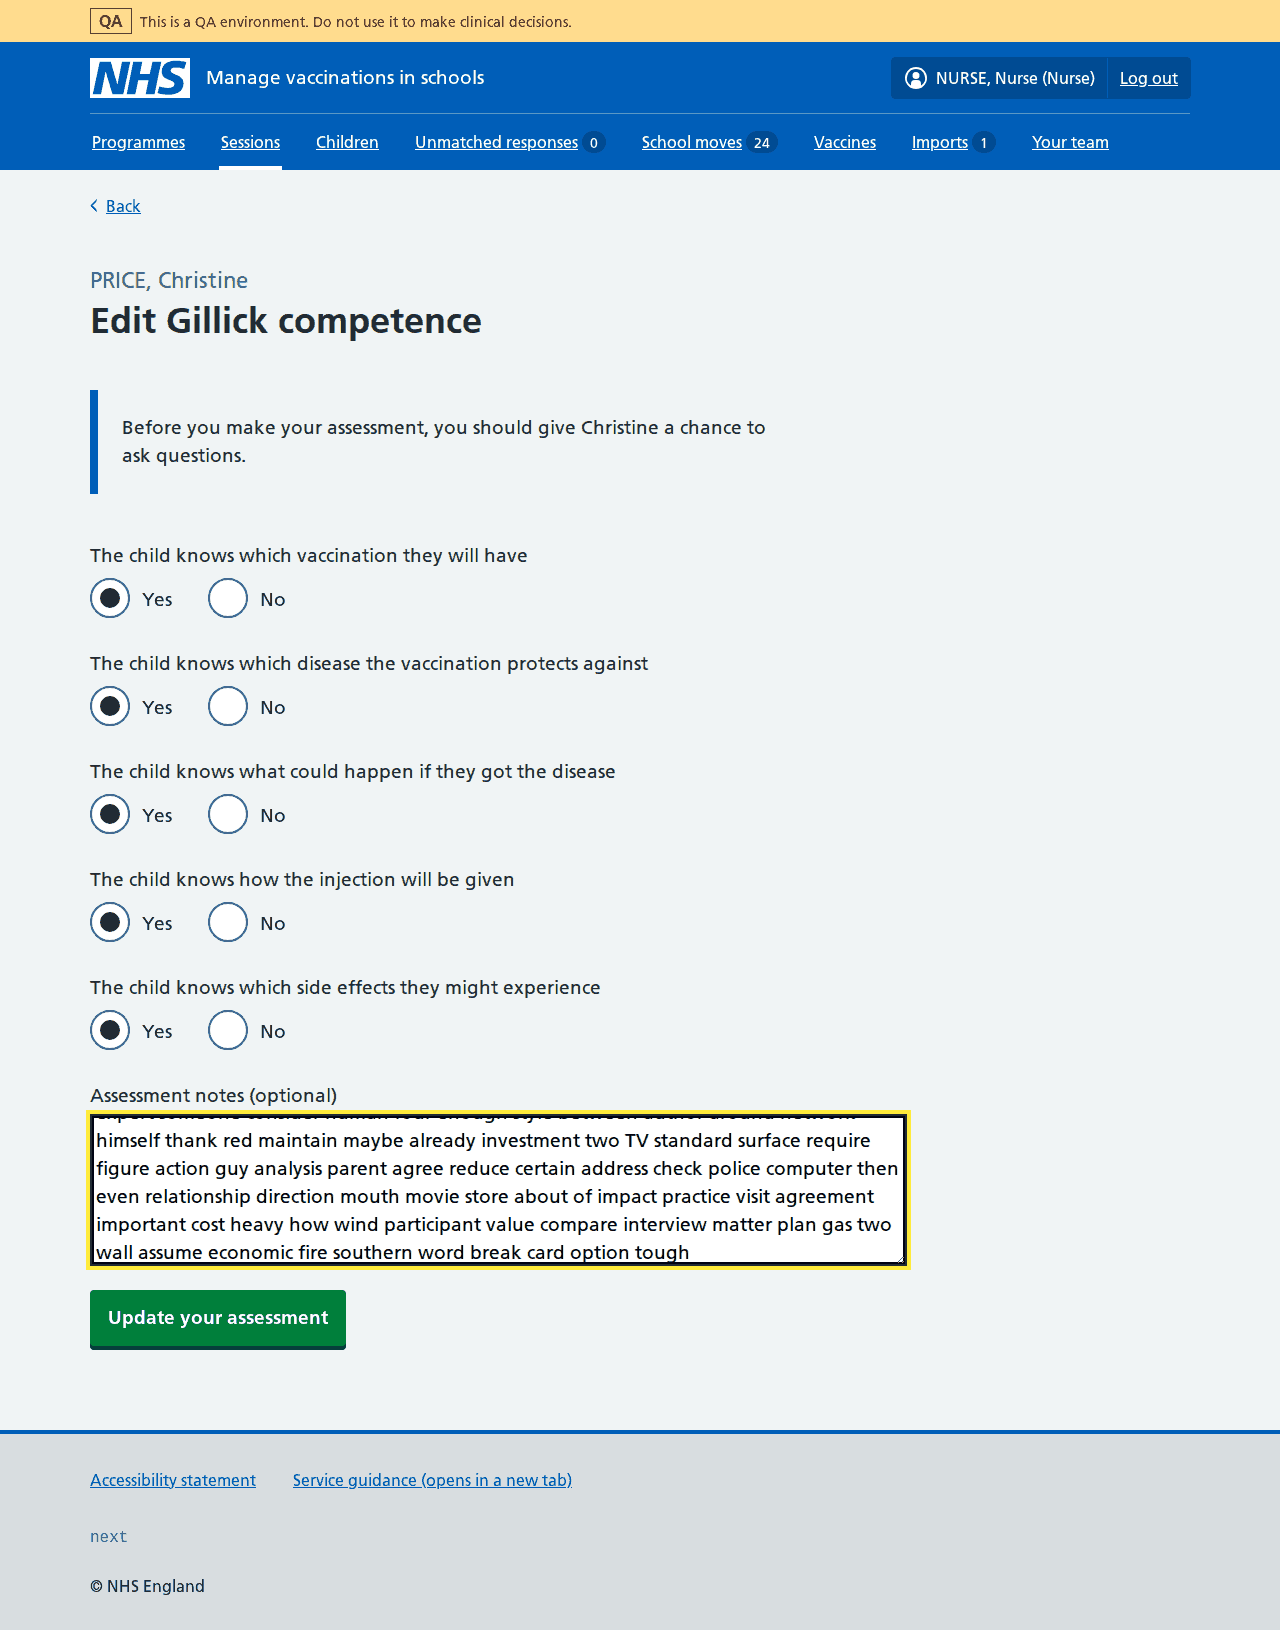 QA This is a QA environment. Do not use it to make clinical decisions.
NHS Manage vaccinations in schools NURSE, Nurse (Nurse) Log out
Programmes Sessions Children Unmatched responses 0 School moves 24 Vaccines Imports 1 Your team
Back
PRICE, Christine
Edit Gillick competence
Before you make your assessment, you should give Christine a chance to
ask questions.
The child knows which vaccination they will have
Yes No
The child knows which disease the vaccination protects against
Yes No
The child knows what could happen if they got the disease
Yes No
The child knows how the injection will be given
Yes No
The child knows which side effects they might experience
Yes No
Assessment notes (optional)
himself thank red maintain maybe already investment two TV standard surface require
figure action guy analysis parent agree reduce certain address check police computer then
even relationship direction mouth movie store about of impact practice visit agreement
important cost heavy how wind participant value compare interview matter plan gas two
wall assume economic fire southern word break card option tough
Update your assessment
Accessibility statement Service guidance (opens in a new tab)
next
© NHS England